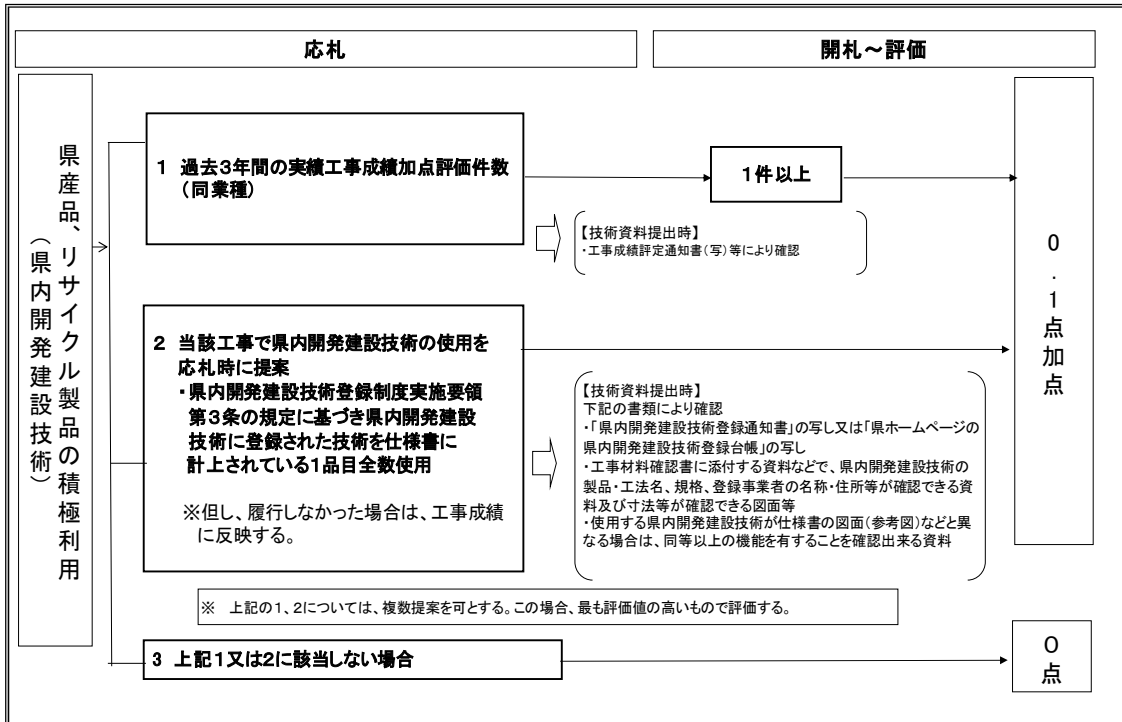 応札
開札～評価
県産品、リサイクル製品の積極利用
（県内開発建設技術）
1 過去3年間の実績工事成績加点評価件数
（同業種）
1件以上
【技術資料提出時】
・工事成績評定通知書（写）等により確認
0.1点加点
2 当該工事で県内開発建設技術の使用を
応札時に提案
・県内開発建設技術登録制度実施要領
第3条の規定に基づき県内開発建設
技術に登録された技術を仕様書に
計上されている1品目全数使用
※但し、履行しなかった場合は、工事成績
に反映する。
【技術資料提出時】
下記の書類により確認
・「県内開発建設技術登録通知書」の写し又は「県ホームページの
県内開発建設技術登録台帳」の写し
・工事材料確認書に添付する資料などで、県内開発建設技術の
製品・工法名、規格、登録事業者の名称・住所等が確認できる資
料及び寸法等が確認できる図面等
・使用する県内開発建設技術が仕様書の図面（参考図）などと異
なる場合は、同等以上の機能を有することを確認出来る資料
※ 上記の1、2については、複数提案を可とする。この場合、最も評価値の高いもので評価する。
3 上記1又は2に該当しない場合
0点